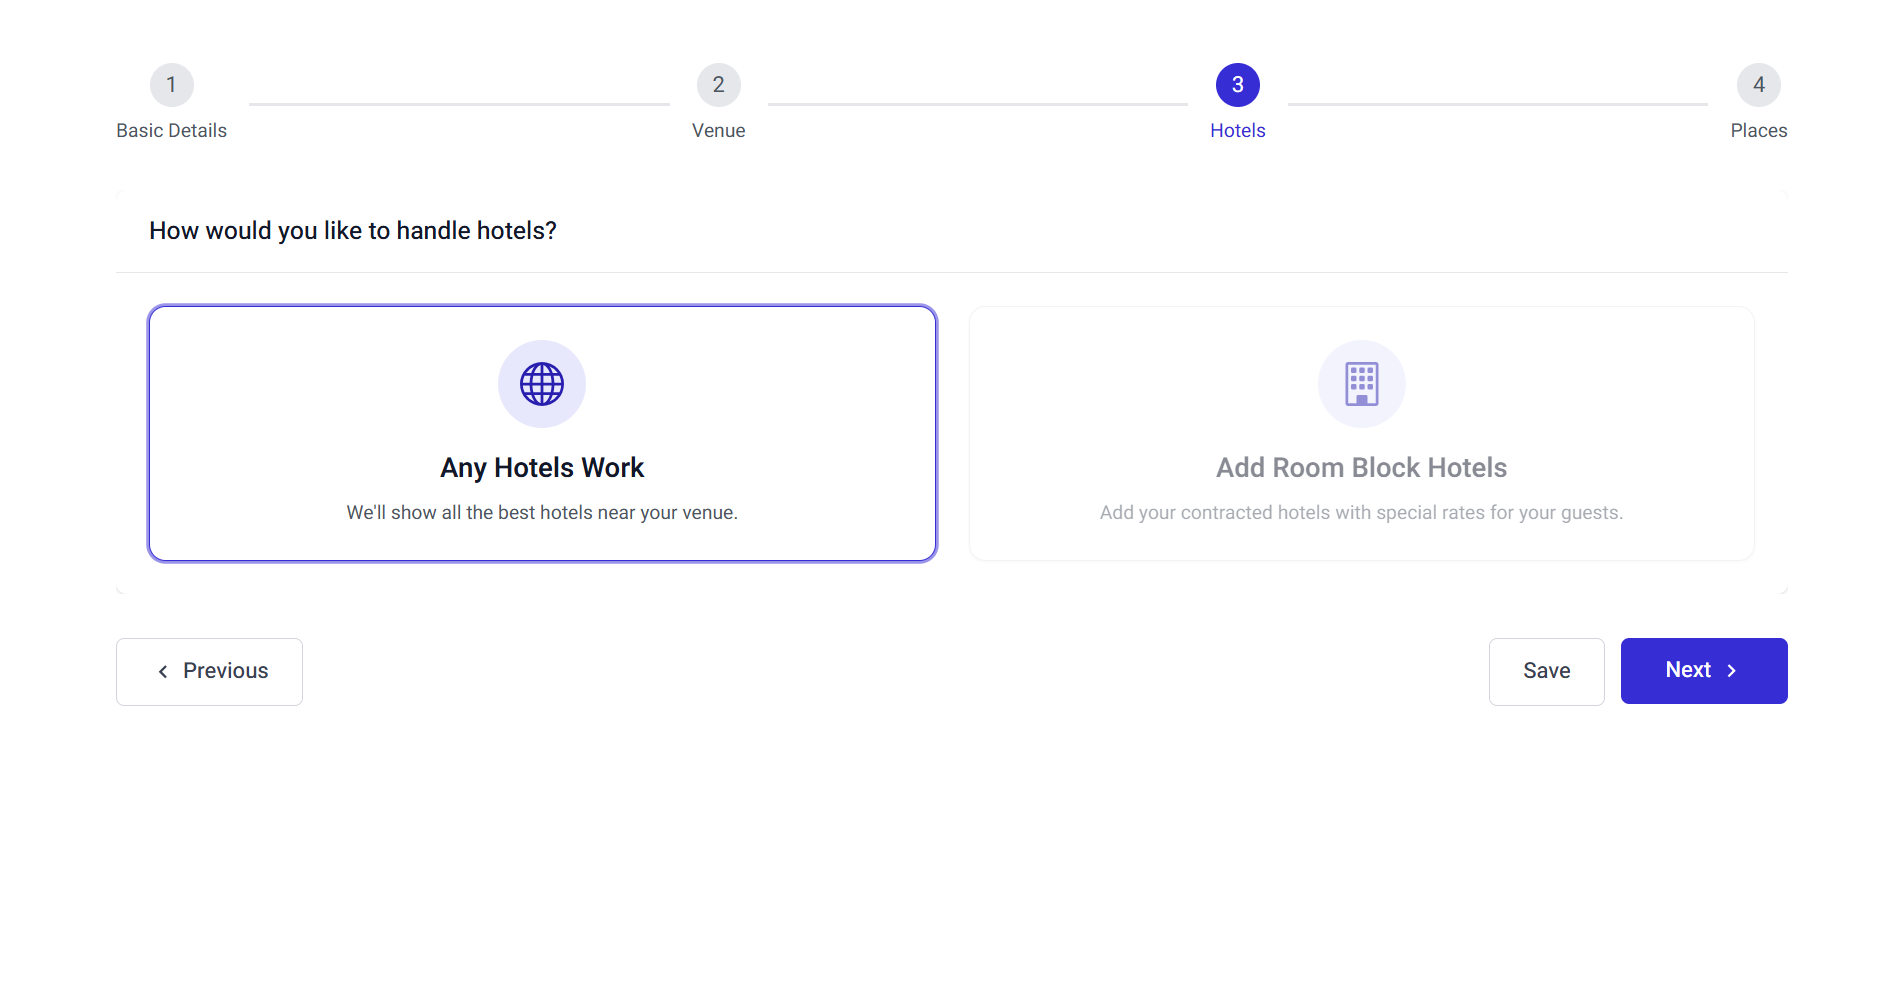 1
Basic Details
2
Venue
3
Hotels
4
Places
How would you like to handle hotels?
Any Hotels Work
We'll show all the best hotels near your venue.
Add Room Block Hotels
Add your contracted hotels with special rates for your guests.
Previous
Save
Next